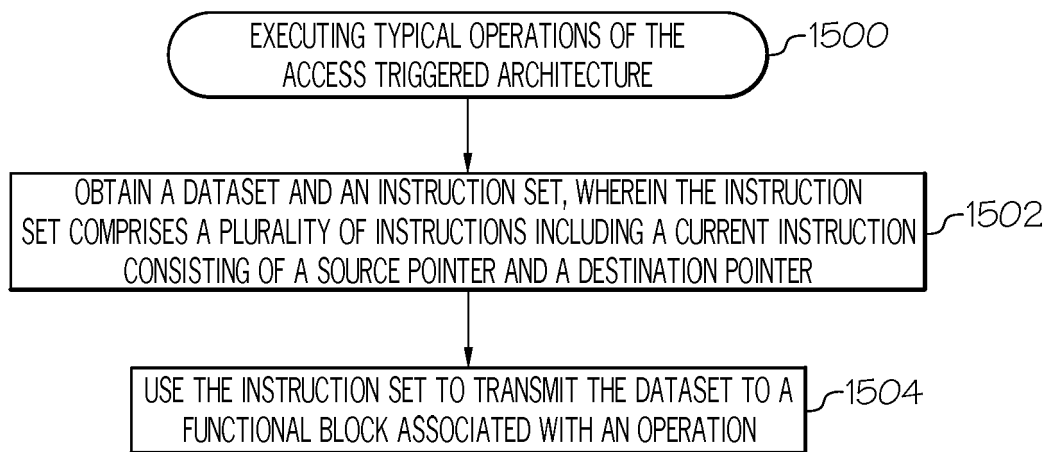 EXECUTING TYPICAL OPERATIONS OF THE
ACCESS TRIGGERED ARCHITECTURE
1500
OBTAIN A DATASET AND AN INSTRUCTION SET, WHEREIN THE INSTRUCTION
SET COMPRISES A PLURALITY OF INSTRUCTIONS INCLUDING A CURRENT INSTRUCTION
CONSISTING OF A SOURCE POINTER AND A DESTINATION POINTER
1502
USE THE INSTRUCTION SET TO TRANSMIT THE DATASET TO A
FUNCTIONAL BLOCK ASSOCIATED WITH AN OPERATION
1504